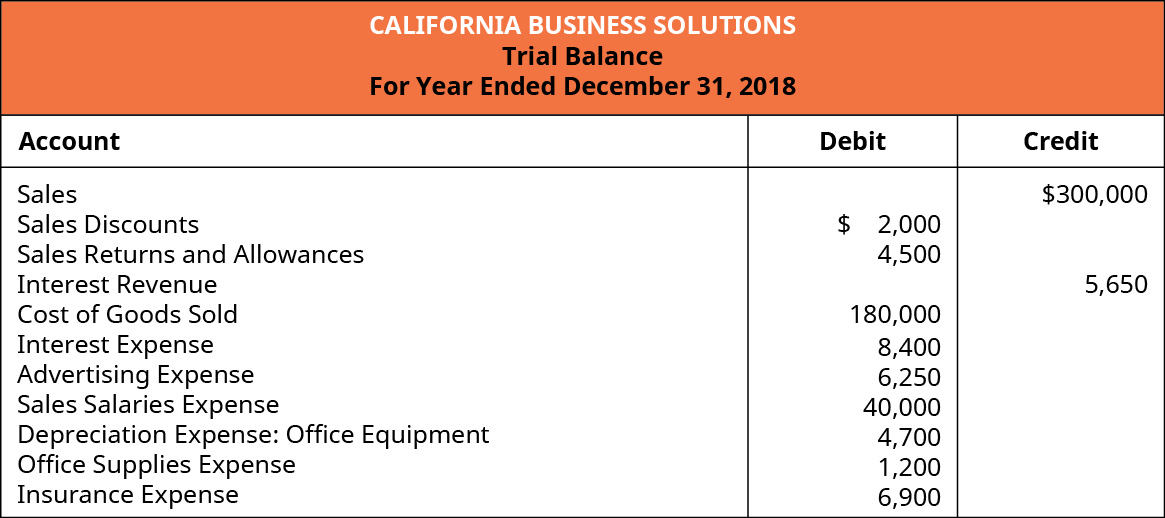 CALIFORNIA BUSINESS SOLUTIONS
Trial Balance
For Year Ended December 31, 2018
Account Debit Credit
Sales $300,000
Sales Discounts $ 2,000
Sales Returns and Allowances 4,500
Interest Revenue 5,650
Cost of Goods Sold 180,000
Interest Expense 8,400
Advertising Expense 6,250
Sales Salaries Expense 40,000
Depreciation Expense: Office Equipment 4,700
Office Supplies Expense 1,200
Insurance Expense 6,900